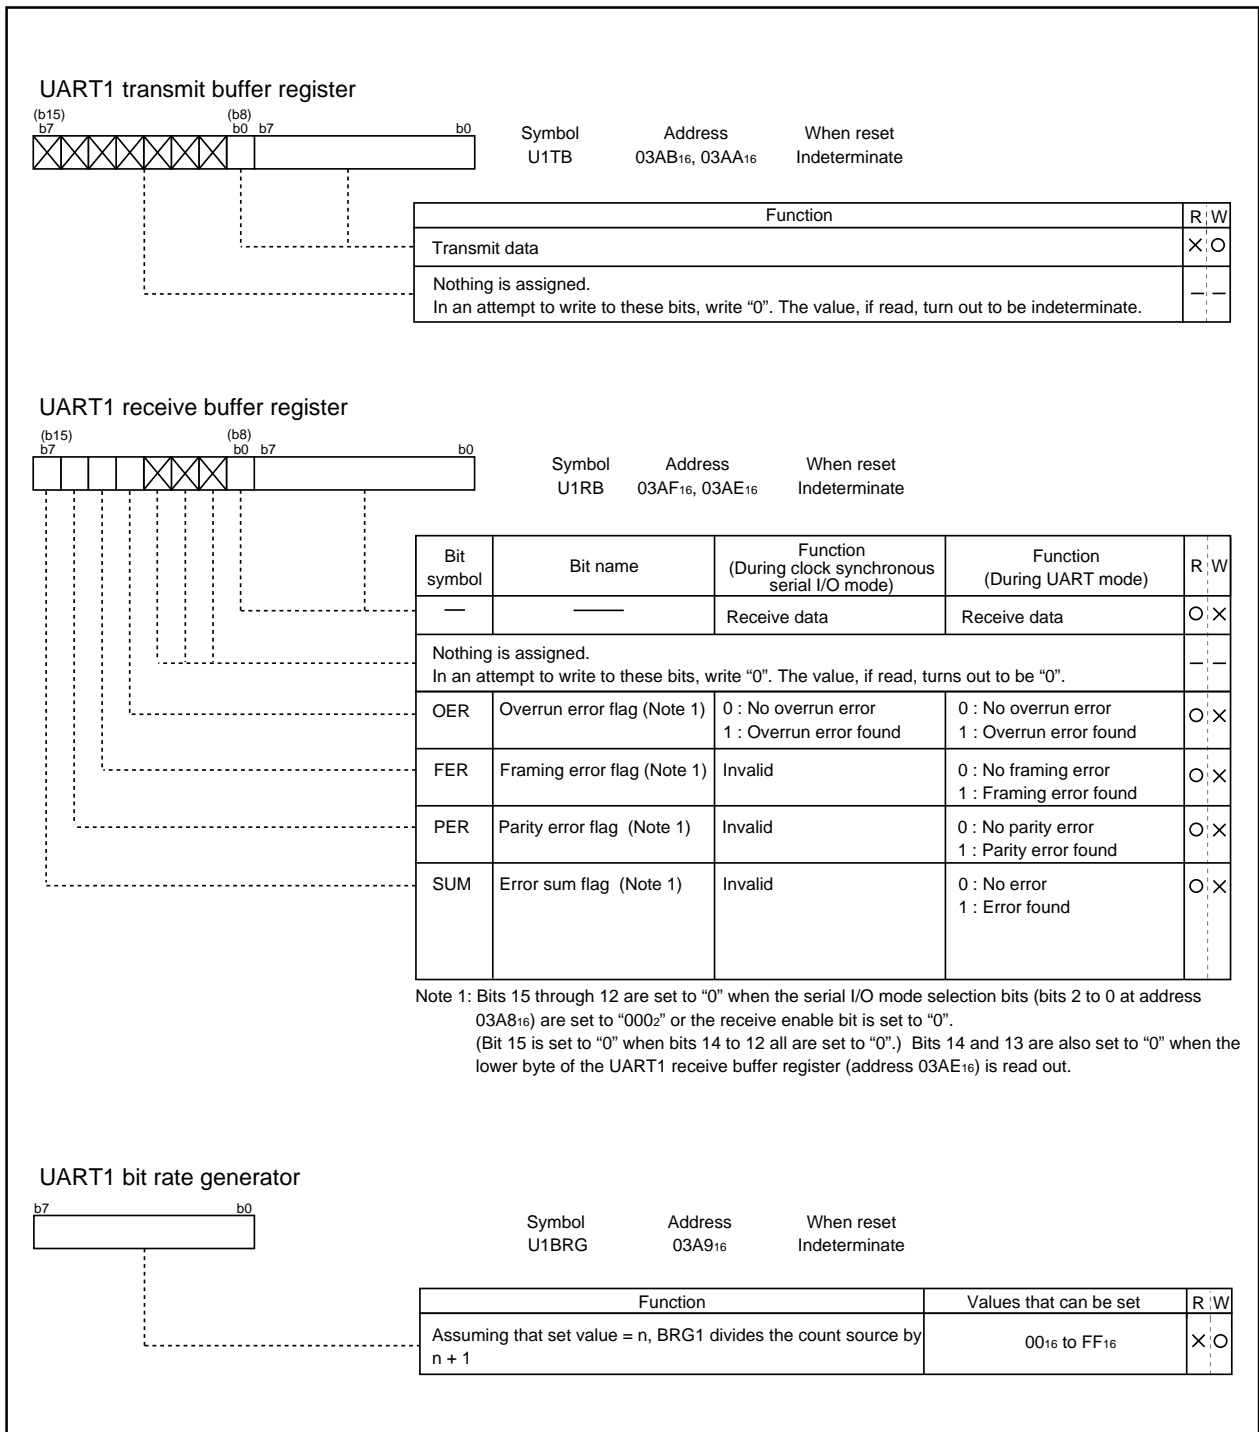 UART1 transmit buffer register
(b15) (b8)
b7 b0 b7 b0
Symbol Address When reset
U1TB 03AB16, 03AA16 Indeterminate
Function R W
Transmit data
Nothing is assigned.
In an attempt to write to these bits, write “0”. The value, if read, turn out to be indeterminate.
UART1 receive buffer register
(b15) (b8)
b7 b0 b7 b0
Symbol Address When reset
U1RB 03AF16, 03AE16 Indeterminate
Bit symbol Bit name Function (During clock synchronous serial I/O mode) Function (During UART mode) R W
Receive data Receive data
Nothing is assigned.
In an attempt to write to these bits, write “0”. The value, if read, turns out to be “0”.
OER Overrun error flag (Note 1) 0 : No overrun error 0 : No overrun error
1 : Overrun error found 1 : Overrun error found
FER Framing error flag (Note 1) Invalid 0 : No framing error
1 : Framing error found
PER Parity error flag (Note 1) Invalid 0 : No parity error
1 : Parity error found
SUM Error sum flag (Note 1) Invalid 0 : No error
1 : Error found
Note 1: Bits 15 through 12 are set to “0” when the serial I/O mode selection bits (bits 2 to 0 at address
03A816) are set to “0002” or the receive enable bit is set to “0”.
(Bit 15 is set to “0” when bits 14 to 12 all are set to “0”.) Bits 14 and 13 are also set to “0” when the
lower byte of the UART1 receive buffer register (address 03AE16) is read out.
UART1 bit rate generator
b7 b0
Symbol Address When reset
U1BRG 03A916 Indeterminate
Function Values that can be set R W
Assuming that set value = n, BRG1 divides the count source by 0016 to FF16
n + 1